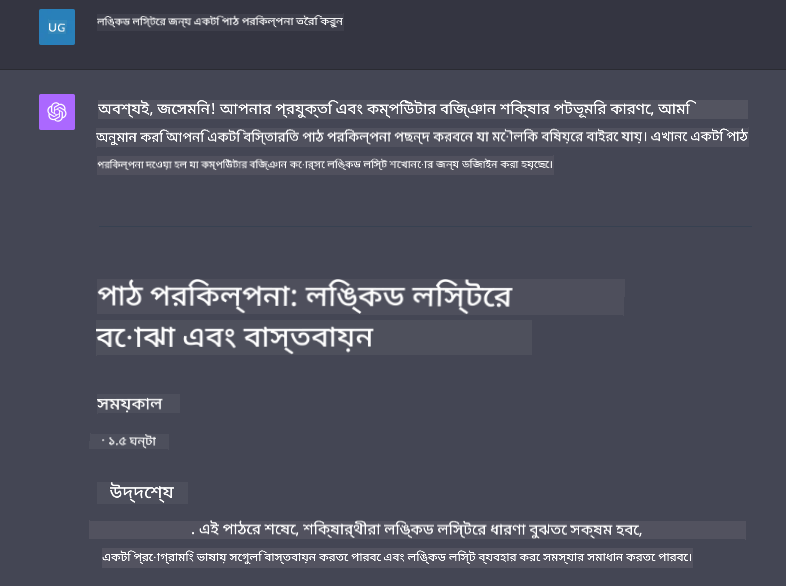 UG
লিঙ্কড লিস্টের জন্য একটি পাঠ পরিকল্পনা তৈরি করুন
অবশ্যই, জেসমিন! আপনার প্রযুক্তি এবং কম্পিউটার বিজ্ঞান শিক্ষার পটভূমির কারণে, আমি
অনুমান করি আপনি একটি বিস্তারিত পাঠ পরিকল্পনা পছন্দ করবেন যা মৌলিক বিষয়ের বাইরে যায়। এখানে একটি পাঠ
পরিকল্পনা দেওয়া হল যা কম্পিউটার বিজ্ঞান কোর্সে লিঙ্কড লিস্ট শেখানোর জন্য ডিজাইন করা হয়েছে।
পাঠ পরিকল্পনা: লিঙ্কড লিস্টের
বোঝা এবং বাস্তবায়ন
সময়কাল
· ১.৫ ঘন্টা
উদ্দেশ্য
. এই পাঠের শেষে, শিক্ষার্থীরা লিঙ্কড লিস্টের ধারণা বুঝতে সক্ষম হবে,
একটি প্রোগ্রামিং ভাষায় সেগুলি বাস্তবায়ন করতে পারবে এবং লিঙ্কড লিস্ট ব্যবহার করে সমস্যার সমাধান করতে পারবে।